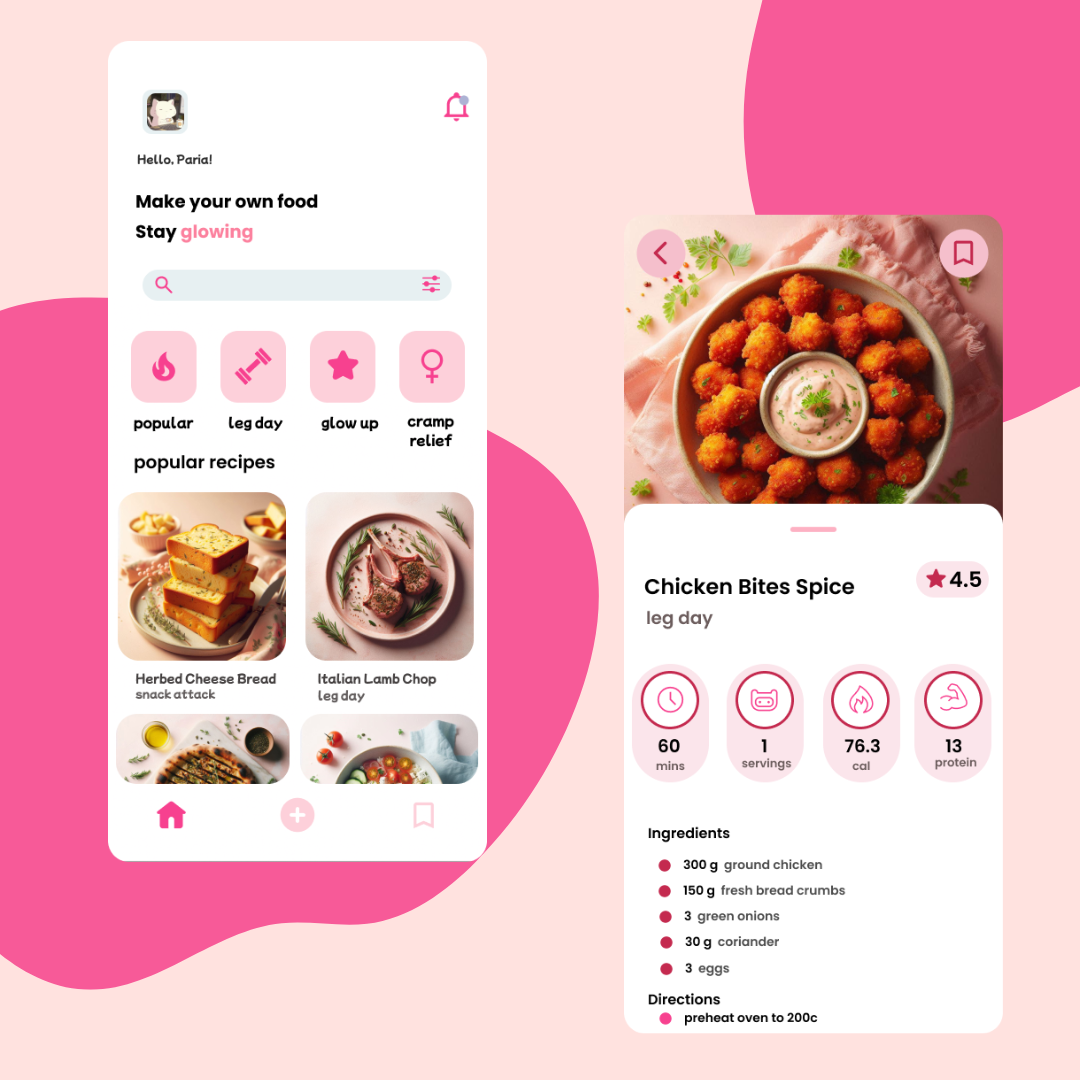 Hello, Paria!
Make your own food
Stay glowing
popular
leg day
glow up
cramp
relief
popular recipes
Herbed Cheese Bread
snack attack
Italian Lamb Chop
leg day
Chicken Bites Spice
4.5
leg day
60
mins
1
servings
76.3
cal
13
protein
Ingredients
300 g ground chicken
150 g fresh bread crumbs
3 green onions
30 g coriander
3 eggs
Directions
preheat oven to 200c